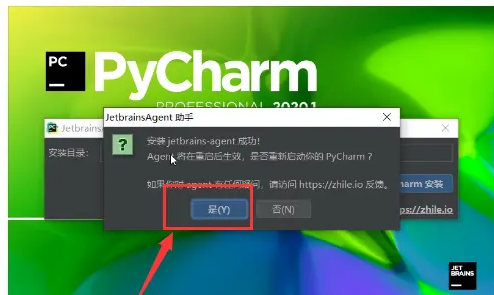 PC
PyCharm
PROFESSIONAL 2020.1
JetbrainsAgent 助手
Jetbrains
安装 jetbrains-agent 成功!
安装目录:
Agent 将在重启后生效，是否重新启动你的 PyCharm ?
如果你对 agent 有任何疑问，请访问 https://zhile.io 反馈。
harm 安装
是(Y)
否(N)
ps://zhile.io
JET
BRAINS